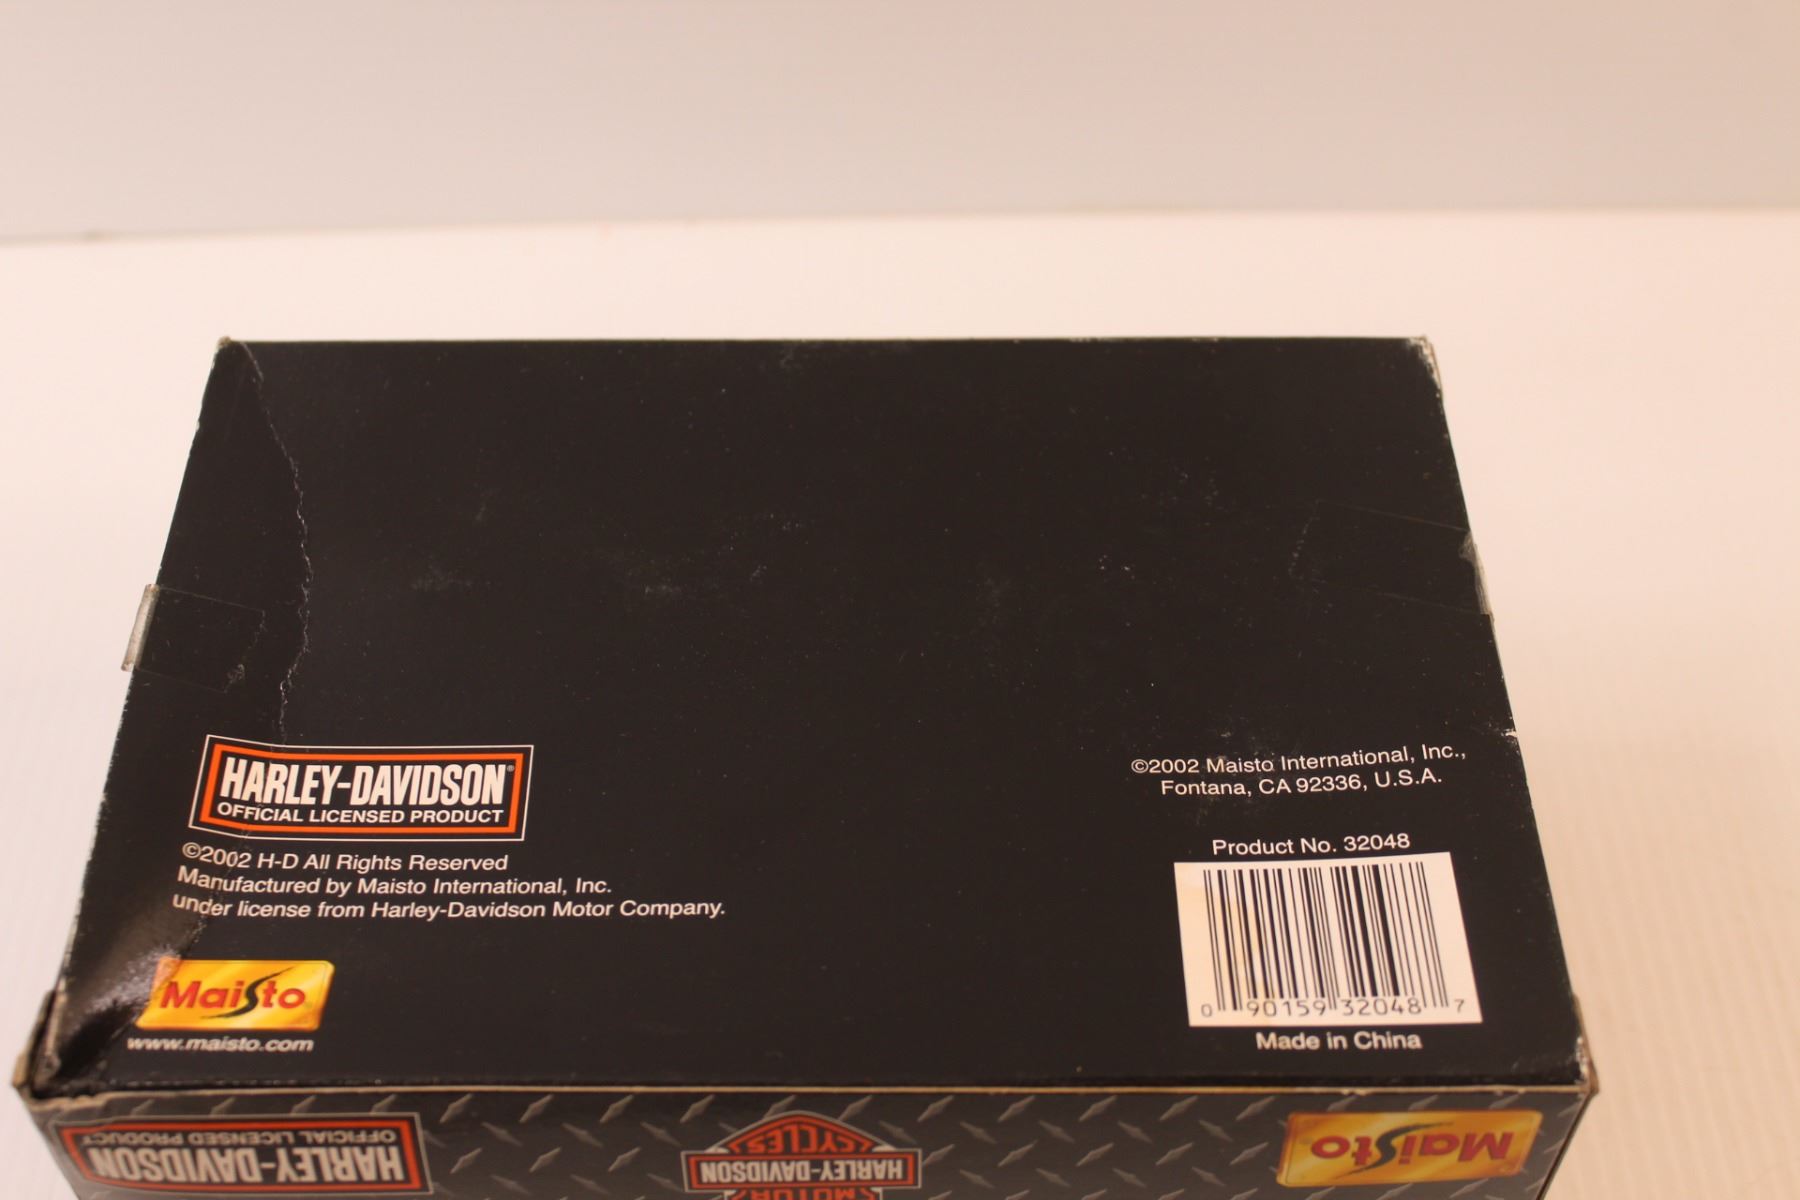 HARLEY-DAVIDSON®
OFFICIAL LICENSED PRODUCT
©2002 H-D All Rights Reserved
Manufactured by Maisto International, Inc.
under license from Harley-Davidson Motor Company.
Maisto
www.maisto.com
©2002 Maisto International, Inc.,
Fontana, CA 92336, U.S.A.
Product No. 32048
0 90159 32048 7
Made in China
HARLEY-DAVIDSON
OFFICIAL LICENSED PRODUCT
MOTOR
HARLEY-DAVIDSON
CYCLES
Maisto